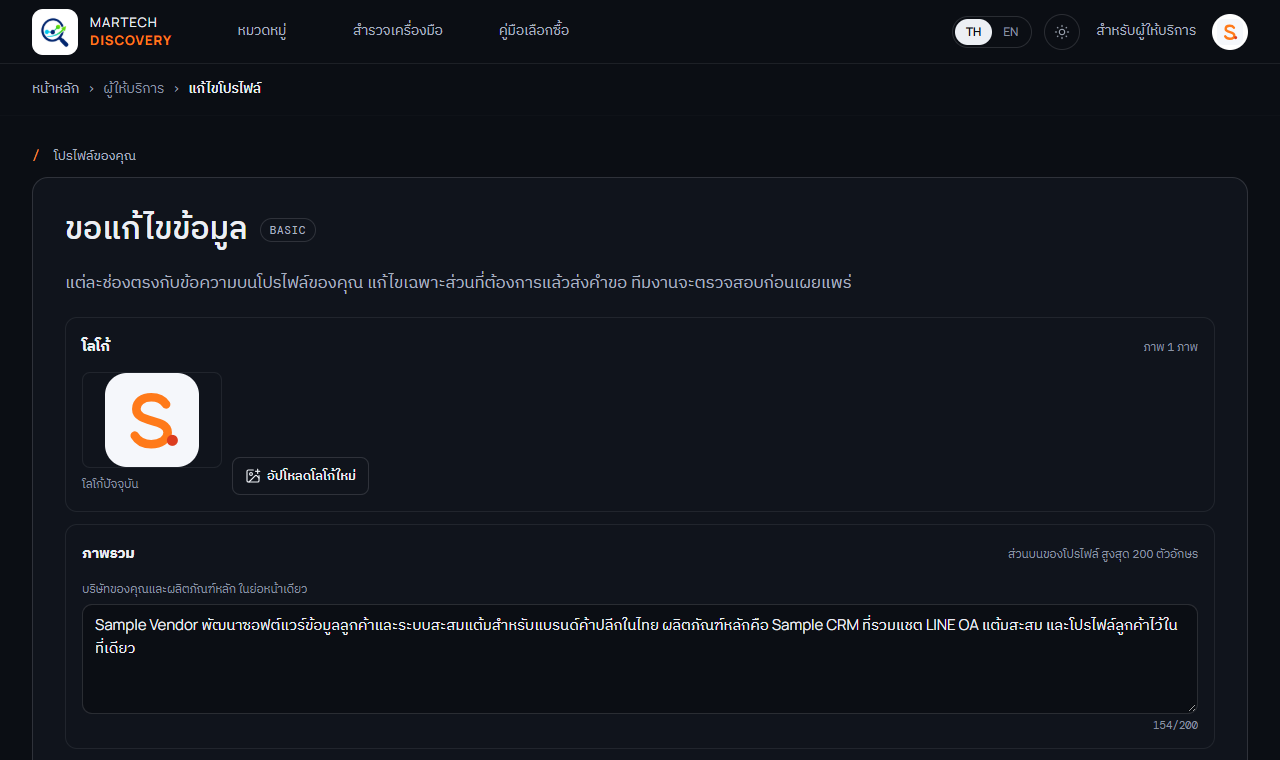 MARTECH
DISCOVERY
หมวดหมู่
สำรวจเครื่องมือ
คู่มือเลือกซื้อ
TH
EN
สำหรับผู้ให้บริการ
S
หน้าหลัก › ผู้ให้บริการ › แก้ไขโปรไฟล์
/ โปรไฟล์ของคุณ
ขอแก้ไขข้อมูล BASIC
แต่ละช่องตรงกับข้อความบนโปรไฟล์ของคุณ แก้ไขเฉพาะส่วนที่ต้องการแล้วส่งคำขอ ทีมงานจะตรวจสอบก่อนเผยแพร่
โลโก้
ภาพ 1 ภาพ
S
โลโก้ปัจจุบัน
อัปโหลดโลโก้ใหม่
ภาพรวม
ส่วนบนของโปรไฟล์ สูงสุด 200 ตัวอักษร
บริษัทของคุณและผลิตภัณฑ์หลัก ในย่อหน้าเดียว
Sample Vendor พัฒนาซอฟต์แวร์ข้อมูลลูกค้าและระบบสะสมแต้มสำหรับแบรนด์ค้าปลีกในไทย ผลิตภัณฑ์หลักคือ Sample CRM ที่รวมแชต LINE OA แต้มสะสม และโปรไฟล์ลูกค้าไว้ใน
ที่เดียว
154/200